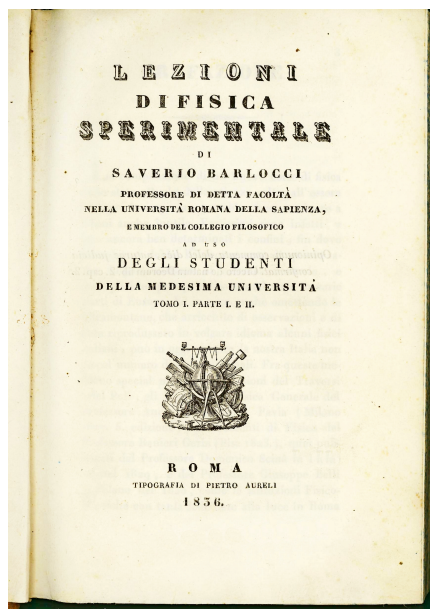 LEZIONI
DI FISICA
SPERIMENTALE
DI
SAVERIO BARLOCCI
PROFESSORE DI DETTA FACOLTÀ
NELLA UNIVERSITÀ ROMANA DELLA SAPIENZA,
E MEMBRO DEL COLLEGIO FILOSOFICO
AD USO
DEGLI STUDENTI
DELLA MEDESIMA UNIVERSITÀ
TOMO I. PARTE I. E II.
ROMA
TIPOGRAFIA DI PIETRO AURELI
1836.